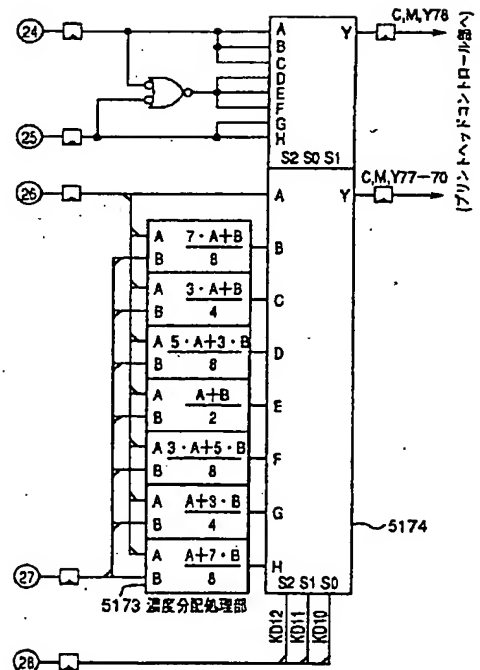 24
A
Y
C,M,Y78
B
C
D
E
F
G
25
H
S2 S0 S1
26
A
Y
C,M,Y77-70
(プリントヘッドコントロール部へ)
A 7・A+B
B 8
B
A 3・A+B
B 4
C
A 5・A+3・B
B 8
D
A A+B
B 2
E
A 3・A+5・B
B 8
F
A A+3・B
B 4
G
A A+7・B
B 8
H
27
S2 S1 S0
5174
5173 濃度分配処理部
KD12
KD11
KD10
28